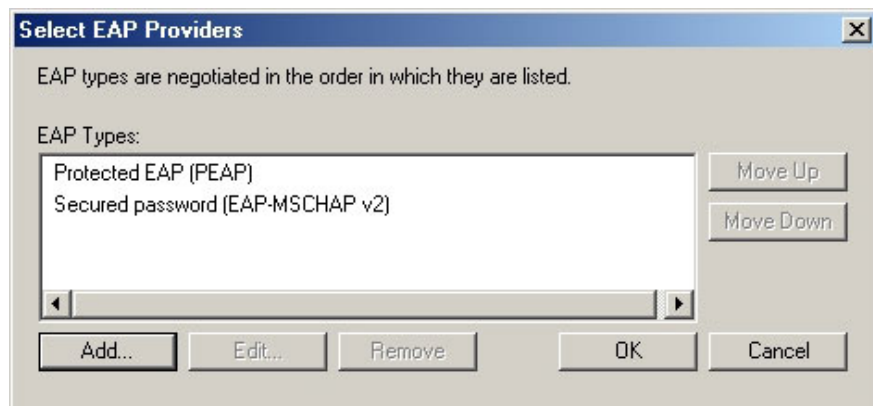 Select EAP Providers
EAP types are negotiated in the order in which they are listed.
EAP Types:
Protected EAP (PEAP)
Secured password (EAP-MSCHAP v2)
Move Up
Move Down
Add...
Edit...
Remove
OK
Cancel